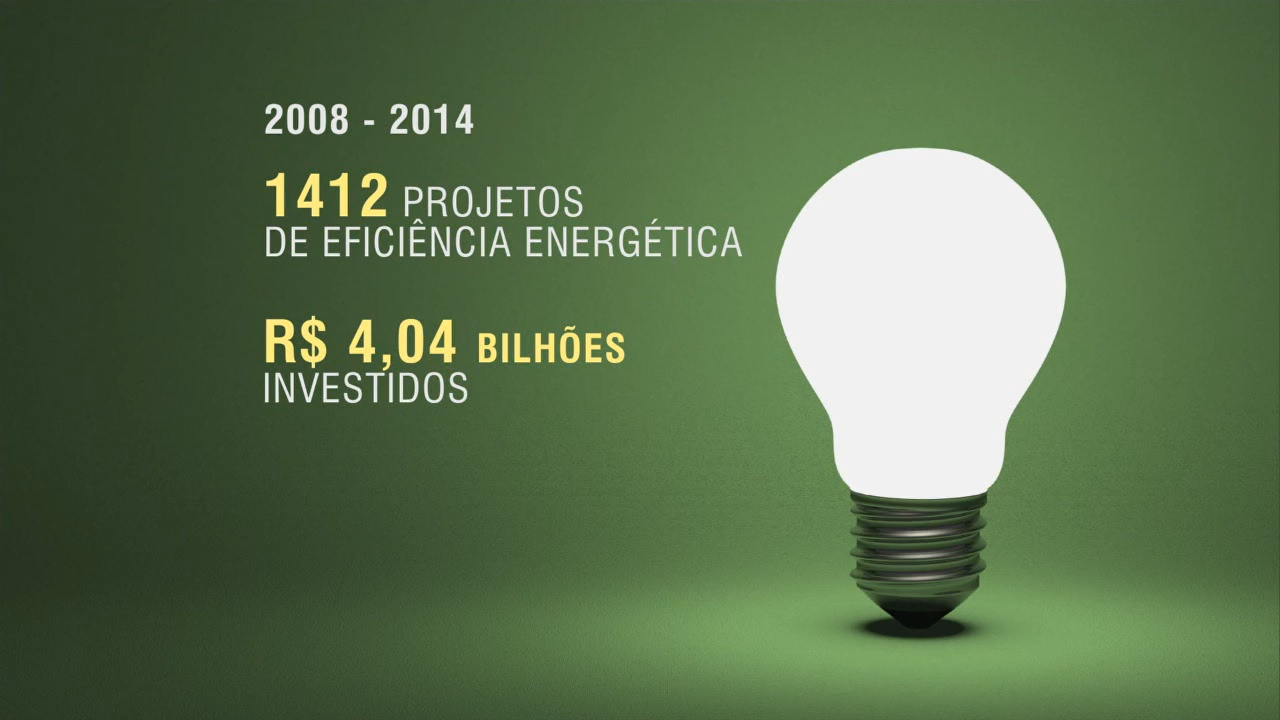 2008 - 2014
1412 PROJETOS
DE EFICIÊNCIA ENERGÉTICA
R$ 4,04 BILHÕES
INVESTIDOS